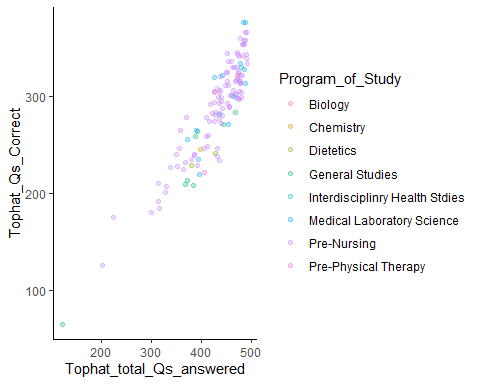 300
200
100
Tophat_Qs_Correct
200
300
400
500
Tophat_total_Qs_answered
Program_of_Study
Biology
Chemistry
Dietetics
General Studies
Interdisciplinry Health Stdies
Medical Laboratory Science
Pre-Nursing
Pre-Physical Therapy